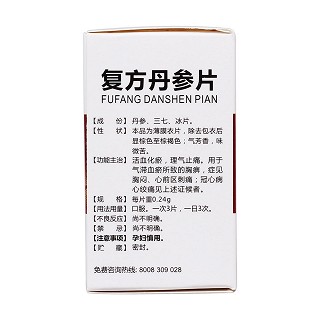 复方丹参片
FUFANG DANSHEN PIAN
【成　份】丹参、三七、冰片。
【性　状】本品为薄膜衣片，除去包衣后
显棕色至棕褐色；气芳香，味
微苦。
【功能主治】活血化瘀，理气止痛。用于
气滞血瘀所致的胸痹，症见
胸闷、心前区刺痛；冠心病
心绞痛见上述证候者。
【规　格】每片重0.24g
【用法用量】口服。一次3片，一日3次。
【不良反应】尚不明确。
【禁　忌】尚不明确。
【注意事项】孕妇慎用。
【贮　藏】密封。
免费咨询热线: 8008 309 028